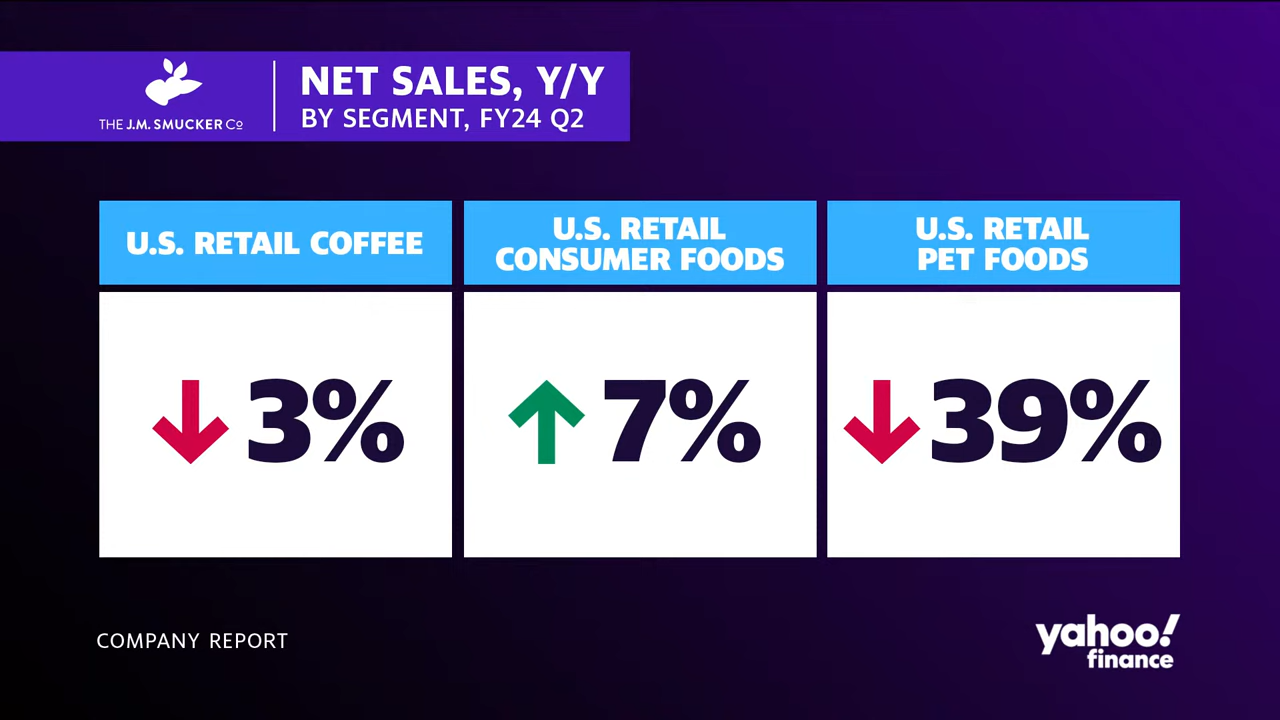 THE J.M. SMUCKER Co
NET SALES, Y/Y
BY SEGMENT, FY24 Q2
U.S. RETAIL COFFEE
U.S. RETAIL
CONSUMER FOODS
U.S. RETAIL
PET FOODS
3%
7%
39%
COMPANY REPORT
yahoo!
finance